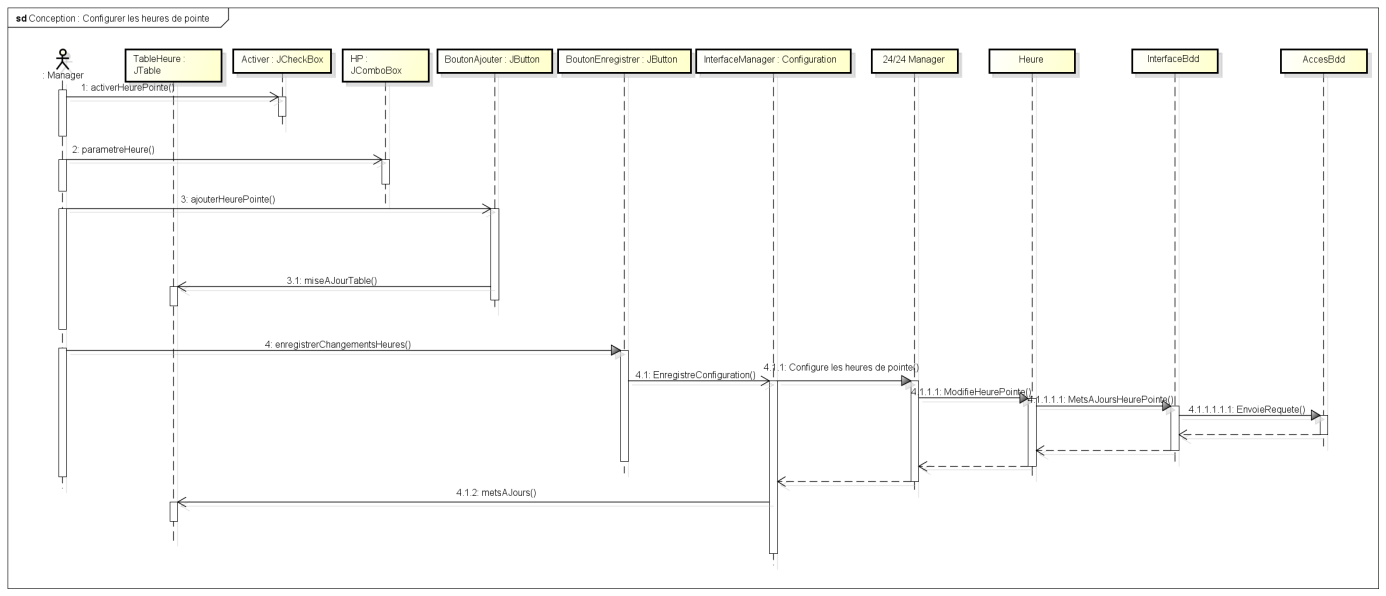 sd Conception : Configurer les heures de pointe
: Manager
TableHeure :
JTable
Activer : JCheckBox
HP :
JComboBox
BoutonAjouter : JButton
BoutonEnregistrer : JButton
InterfaceManager : Configuration
24/24 Manager
Heure
InterfaceBdd
AccesBdd
1: activerHeurePointe()
2: parametreHeure()
3: ajouterHeurePointe()
3.1: miseAJourTable()
4: enregistrerChangementsHeures()
4.1: EnregistreConfiguration()
4.1.1: Configure les heures de pointe()
4.1.1.1: ModifieHeurePointe()
4.1.1.1.1: MetsAJoursHeurePointe()
4.1.1.1.1.1: EnvoieRequete()
4.1.2: metsAJours()